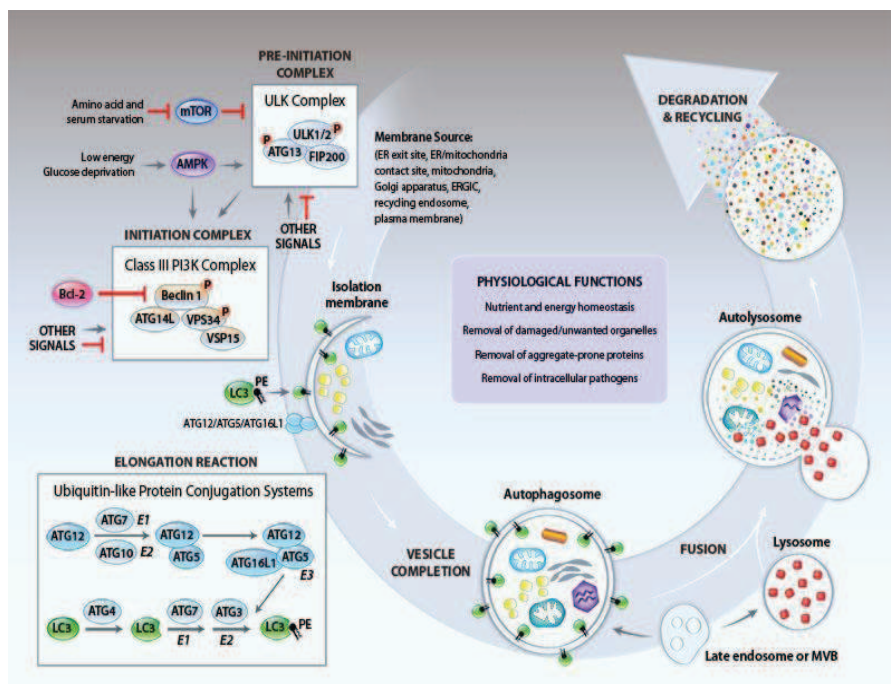 PRE-INITIATION
COMPLEX
ULK Complex
ULK1/2 P
P
ATG13
FIP200
Amino acid and
serum starvation
mTOR
Low energy
Glucose deprivation
AMPK
OTHER
SIGNALS
Membrane Source:
(ER exit site, ER/mitochondria
contact site, mitochondria,
Golgi apparatus, ERGIC,
recycling endosome,
plasma membrane)
DEGRADATION
& RECYCLING
INITIATION COMPLEX
Class III PI3K Complex
Bcl-2
Beclin 1
P
ATG14L
VPS34
P
VSP15
OTHER
SIGNALS
Isolation
membrane
LC3
PE
ATG12/ATG5/ATG16L1
PHYSIOLOGICAL FUNCTIONS
Nutrient and energy homeostasis
Removal of damaged/unwanted organelles
Removal of aggregate-prone proteins
Removal of intracellular pathogens
Autolysosome
ELONGATION REACTION
Ubiquitin-like Protein Conjugation Systems
ATG12
ATG7
E1
ATG10
E2
ATG12
ATG5
ATG12
ATG16L1
ATG5
E3
LC3
ATG4
LC3
ATG7
E1
ATG3
E2
LC3
PE
VESICLE
COMPLETION
Autophagosome
FUSION
Lysosome
Late endosome or MVB